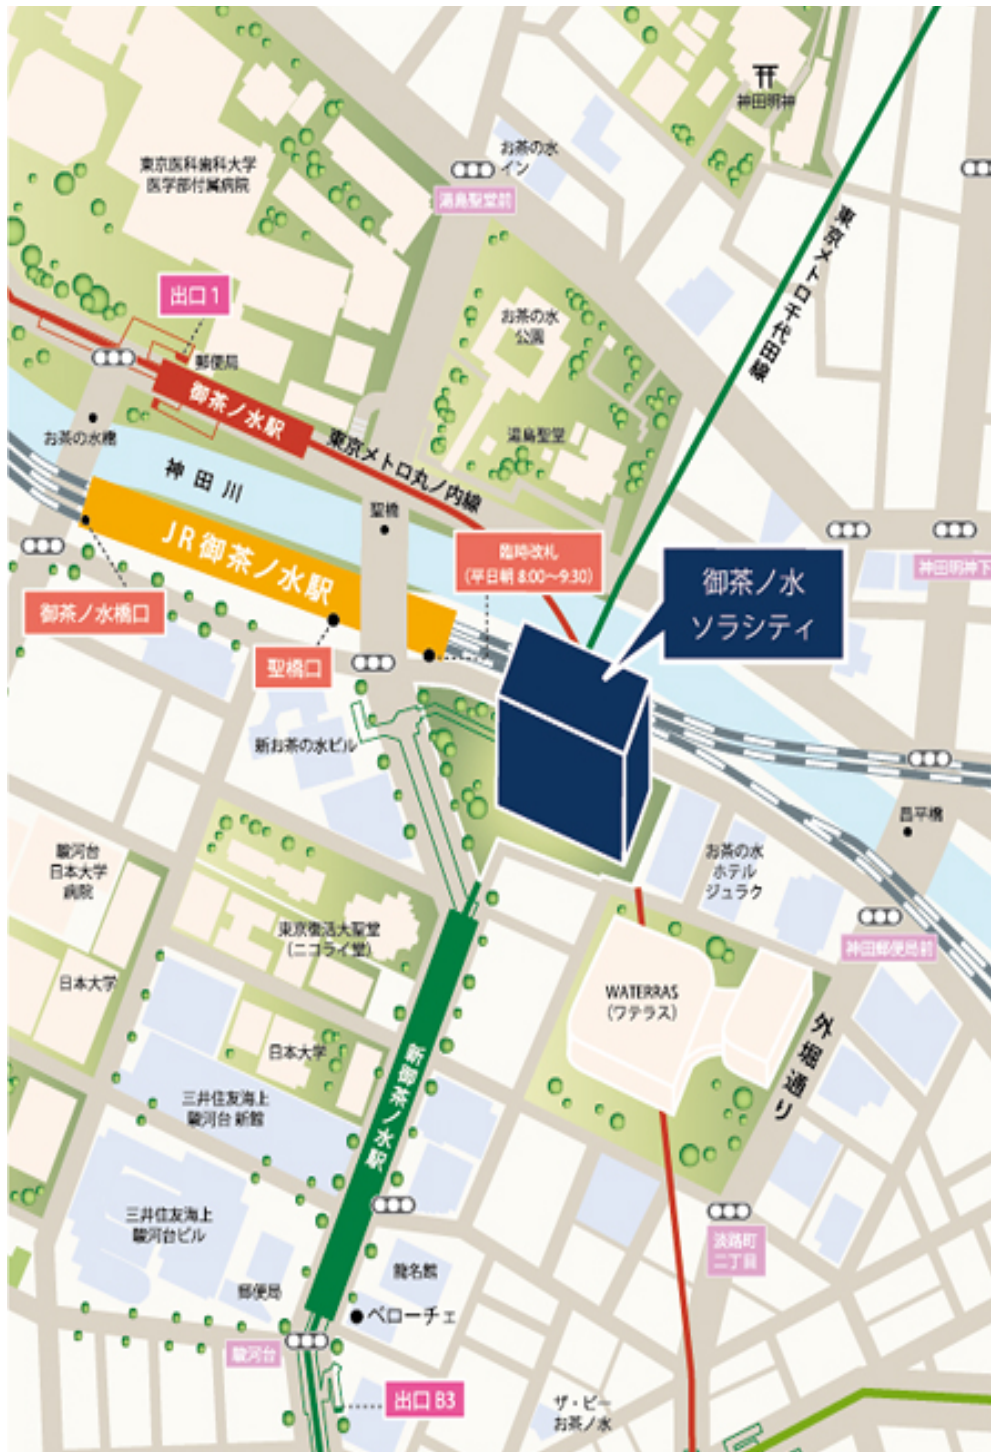 神田明神
お茶の水
イン
湯島聖堂前
東京医科歯科大学
医学部付属病院
東京メトロ千代田線
出口1
お茶の水
公園
郵便局
御茶ノ水駅
お茶の水橋
湯島聖堂
東京メトロ丸ノ内線
神田川
聖橋
JR御茶ノ水駅
臨時改札
(平日朝 8:00～9:30)
神田明神下
御茶ノ水
ソラシティ
御茶ノ水橋口
聖橋口
新お茶の水ビル
昌平橋
駿河台
日本大学
病院
お茶の水
ホテル
ジュラク
東京復活大聖堂
(ニコライ堂)
神田郵便局前
日本大学
WATERRAS
(ワテラス)
外堀通り
日本大学
新御茶ノ水駅
三井住友海上
駿河台 新館
三井住友海上
駿河台ビル
淡路町
二丁目
龍名館
郵便局
ベローチェ
駿河台
出口 B3
ザ・ビー
お茶ノ水